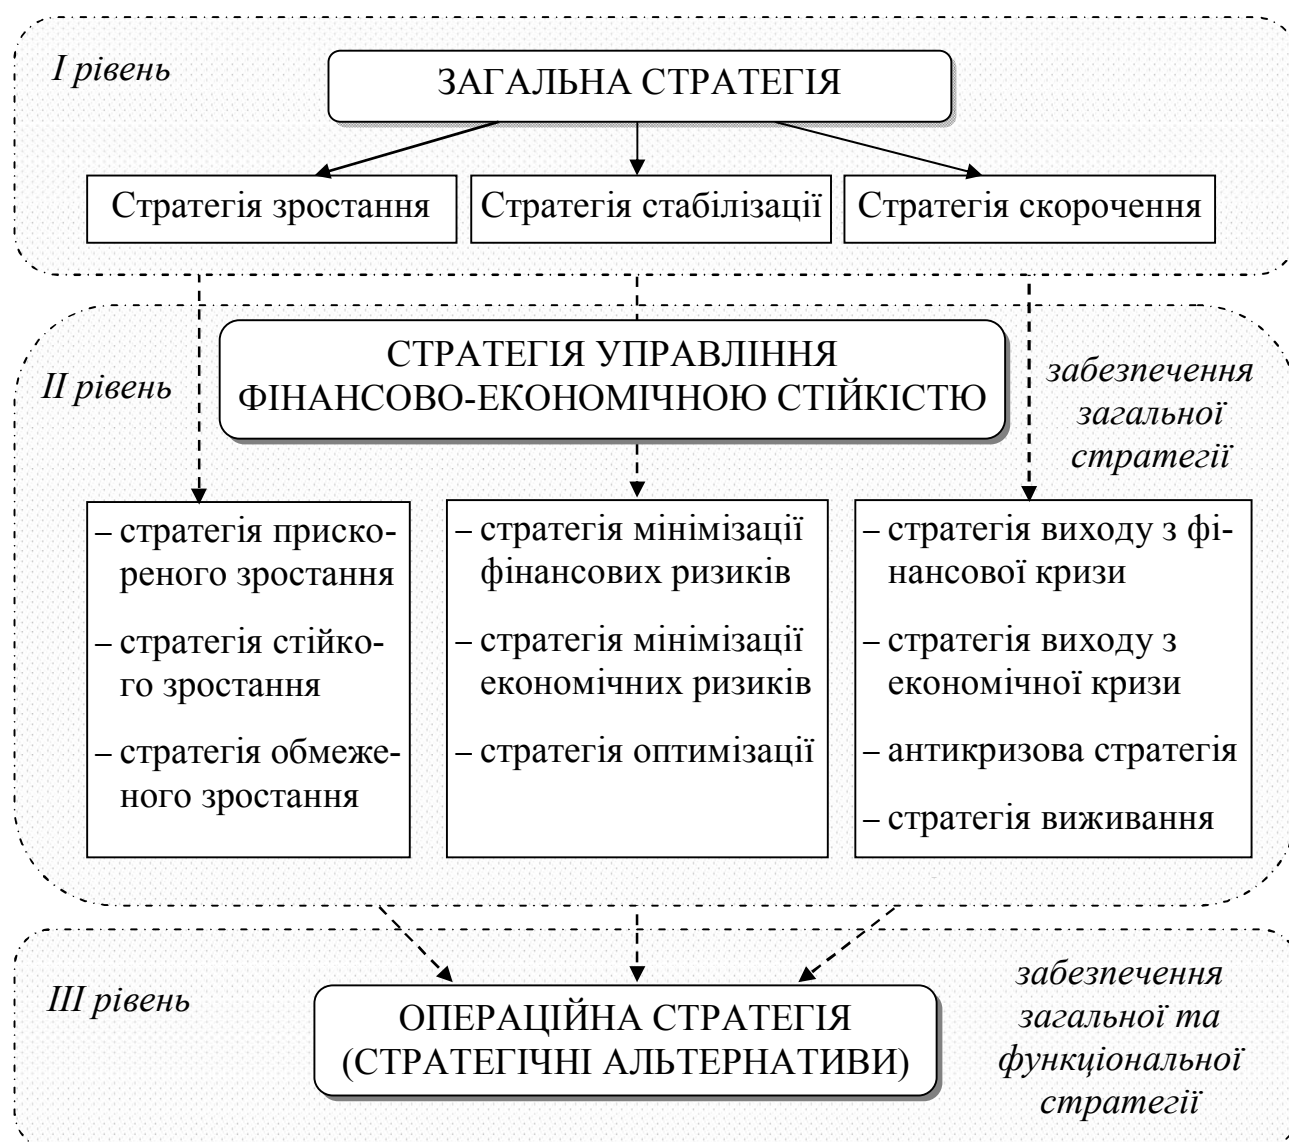 І рівень
ЗАГАЛЬНА СТРАТЕГІЯ
Стратегія зростання
Стратегія стабілізації
Стратегія скорочення
ІІ рівень
СТРАТЕГІЯ УПРАВЛІННЯ
ФІНАНСОВО-ЕКОНОМІЧНОЮ СТІЙКІСТЮ
забезпечення
загальної
стратегії
– стратегія приско-
реного зростання
– стратегія стійко-
го зростання
– стратегія обмеже-
ного зростання
– стратегія мінімізації
фінансових ризиків
– стратегія мінімізації
економічних ризиків
– стратегія оптимізації
– стратегія виходу з фі-
нансової кризи
– стратегія виходу з
економічної кризи
– антикризова стратегія
– стратегія виживання
ІІІ рівень
ОПЕРАЦІЙНА СТРАТЕГІЯ
(СТРАТЕГІЧНІ АЛЬТЕРНАТИВИ)
забезпечення
загальної та
функціональної
стратегії